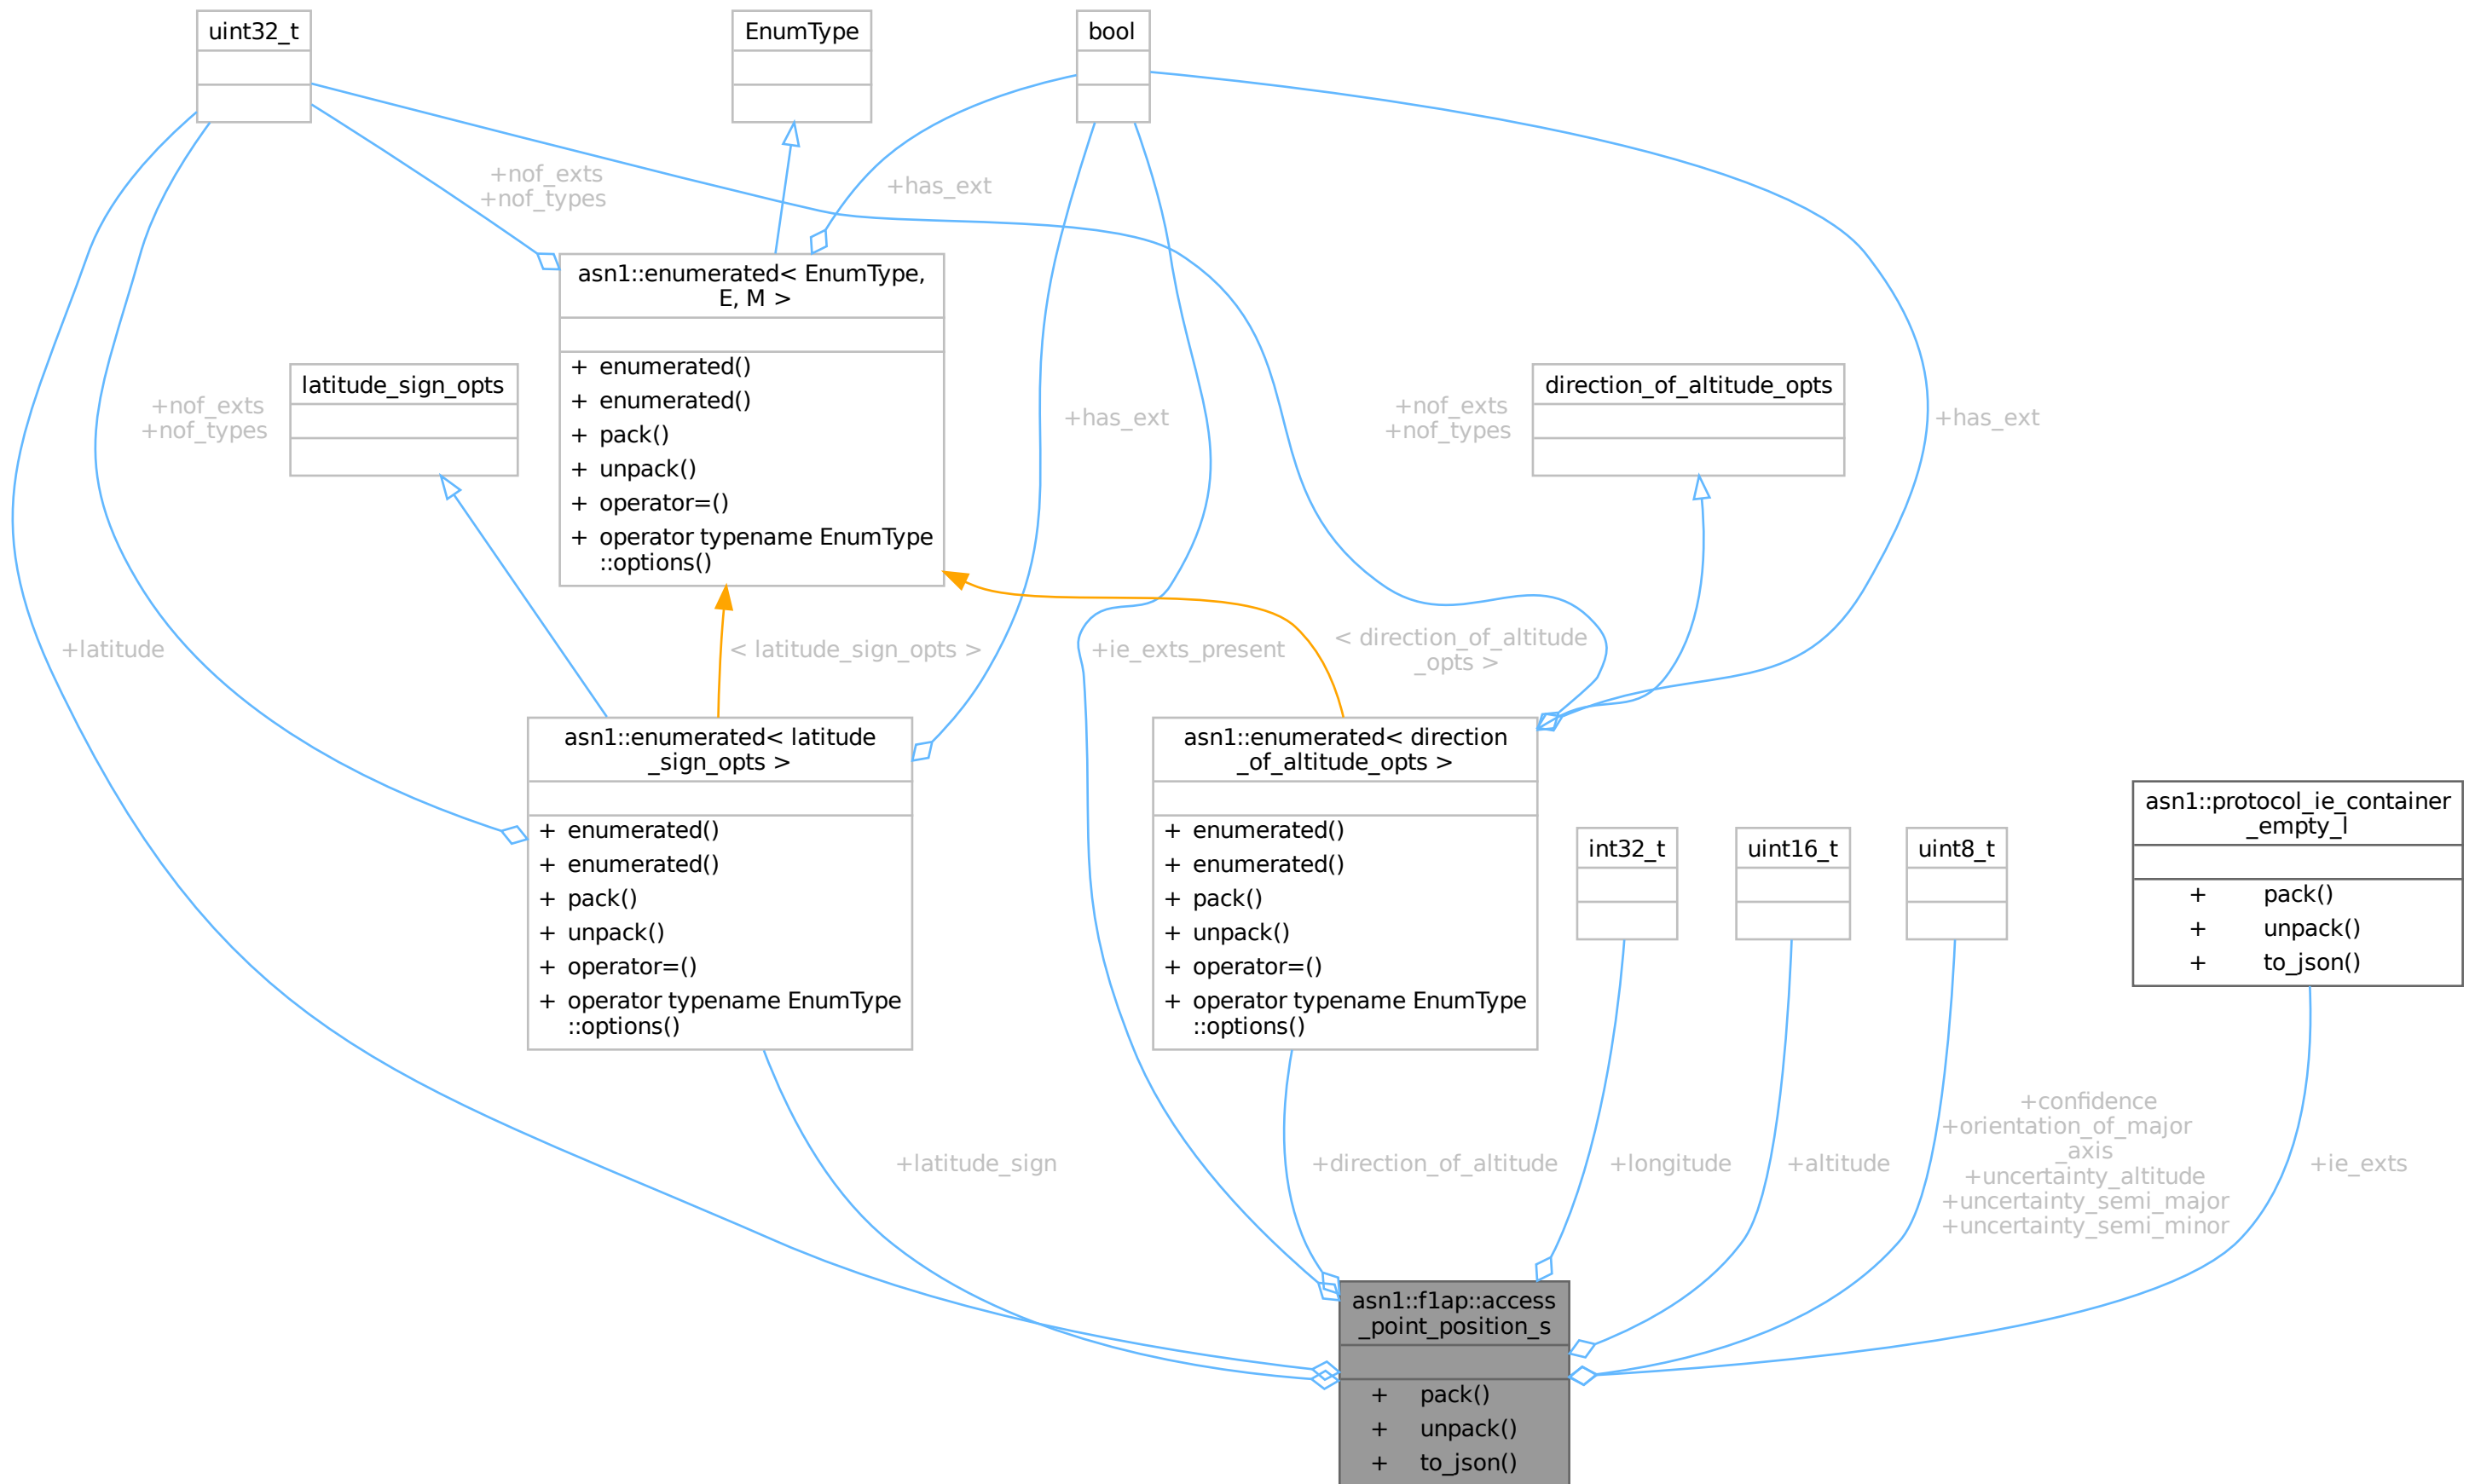 uint32_t
EnumType
bool
+nof_exts
+nof_types
+has_ext
asn1::enumerated< EnumType,
E, M >
+ enumerated()
+ enumerated()
+ pack()
+ unpack()
+ operator=()
+ operator typename EnumType
::options()
latitude_sign_opts
+nof_exts
+nof_types
+has_ext
+nof_exts
+nof_types
direction_of_altitude_opts
+has_ext
+latitude
< latitude_sign_opts >
+ie_exts_present
< direction_of_altitude
_opts >
asn1::enumerated< latitude
_sign_opts >
+ enumerated()
+ enumerated()
+ pack()
+ unpack()
+ operator=()
+ operator typename EnumType
::options()
asn1::enumerated< direction
_of_altitude_opts >
+ enumerated()
+ enumerated()
+ pack()
+ unpack()
+ operator=()
+ operator typename EnumType
::options()
int32_t
uint16_t
uint8_t
asn1::protocol_ie_container
_empty_l
+ pack()
+ unpack()
+ to_json()
+latitude_sign
+direction_of_altitude
+longitude
+altitude
+confidence
+orientation_of_major
_axis
+uncertainty_altitude
+uncertainty_semi_major
+uncertainty_semi_minor
+ie_exts
asn1::f1ap::access
_point_position_s
+ pack()
+ unpack()
+ to_json()